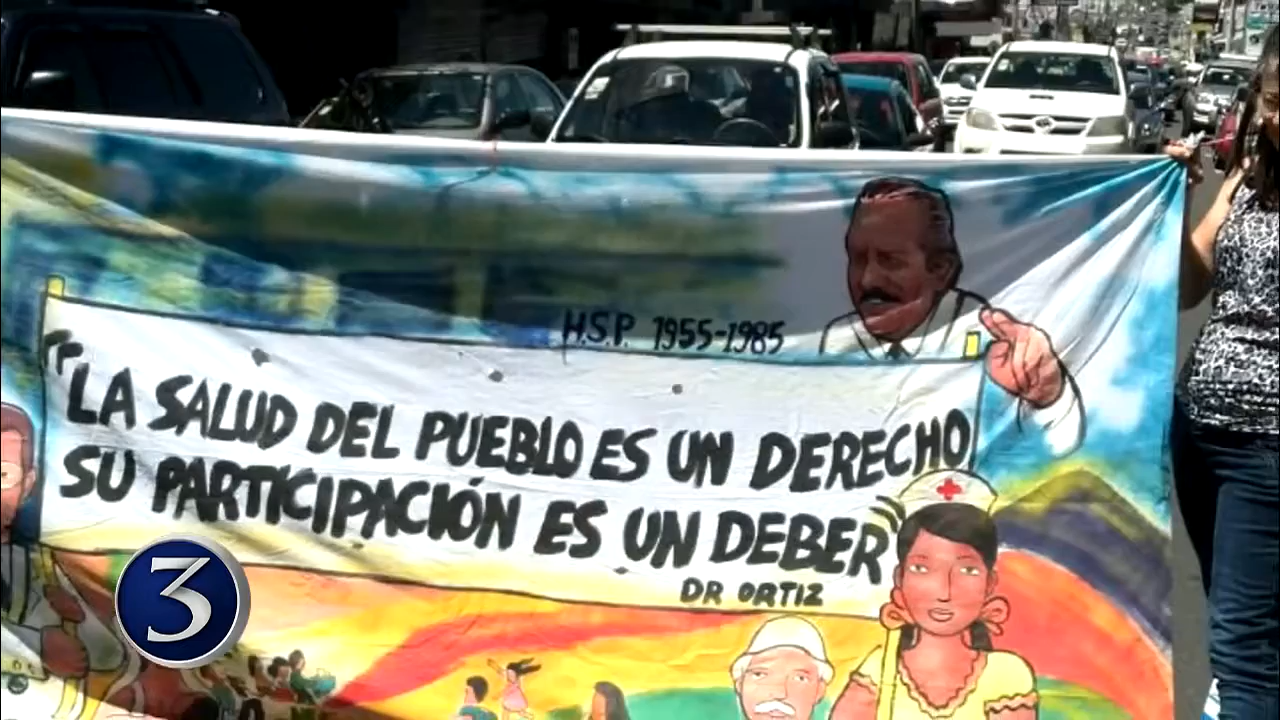 H.S.P. 1955-1985
"LA SALUD DEL PUEBLO ES UN DERECHO
SU PARTICIPACIÓN ES UN DEBER"
DR ORTIZ
3